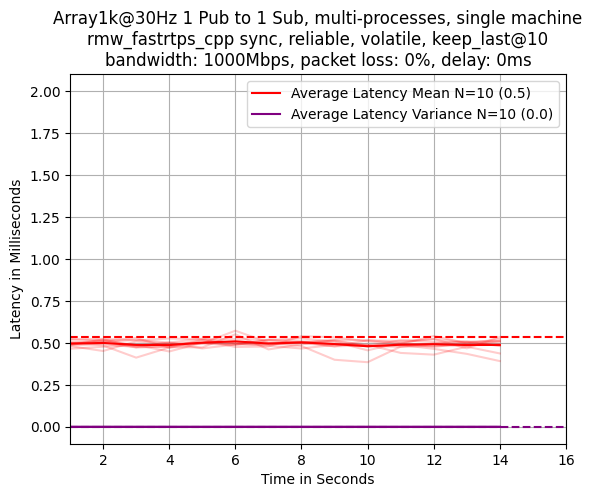 Array1k@30Hz 1 Pub to 1 Sub, multi-processes, single machine
rmw_fastrtps_cpp sync, reliable, volatile, keep_last@10
bandwidth: 1000Mbps, packet loss: 0%, delay: 0ms
Average Latency Mean N=10 (0.5)
Average Latency Variance N=10 (0.0)
Latency in Milliseconds
2.00
1.75
1.50
1.25
1.00
0.75
0.50
0.25
0.00
2 4 6 8 10 12 14 16
Time in Seconds